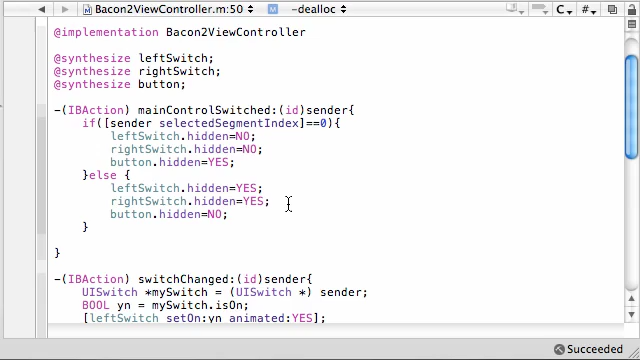 Bacon2ViewController.m:50 M -dealloc C #
@implementation Bacon2ViewController
@synthesize leftSwitch;
@synthesize rightSwitch;
@synthesize button;
-(IBAction) mainControlSwitched:(id)sender{
if([sender selectedSegmentIndex]==0){
leftSwitch.hidden=NO;
rightSwitch.hidden=NO;
button.hidden=YES;
}else {
leftSwitch.hidden=YES;
rightSwitch.hidden=YES;
button.hidden=NO;
}
}
-(IBAction) switchChanged:(id)sender{
UISwitch *mySwitch = (UISwitch *) sender;
BOOL yn = mySwitch.isOn;
[leftSwitch setOn:yn animated:YES];
Succeeded